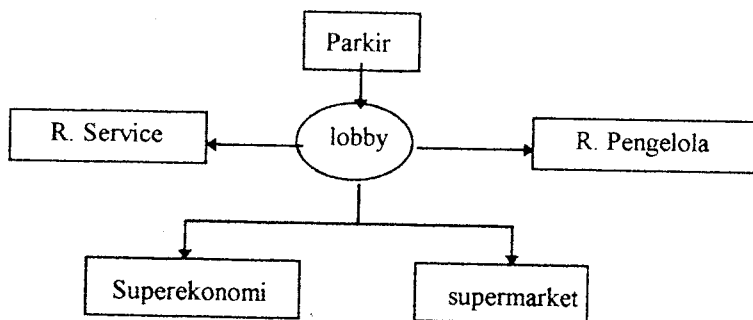 Parkir
R. Service
lobby
R. Pengelola
Superekonomi
supermarket